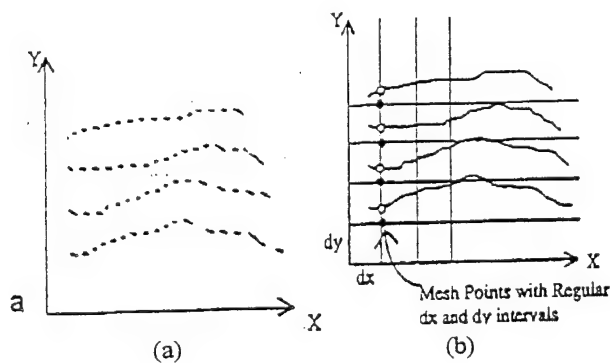 Y
a
X
(a)
Y
dy
dx
X
Mesh Points with Regular
dx and dy intervals
(b)